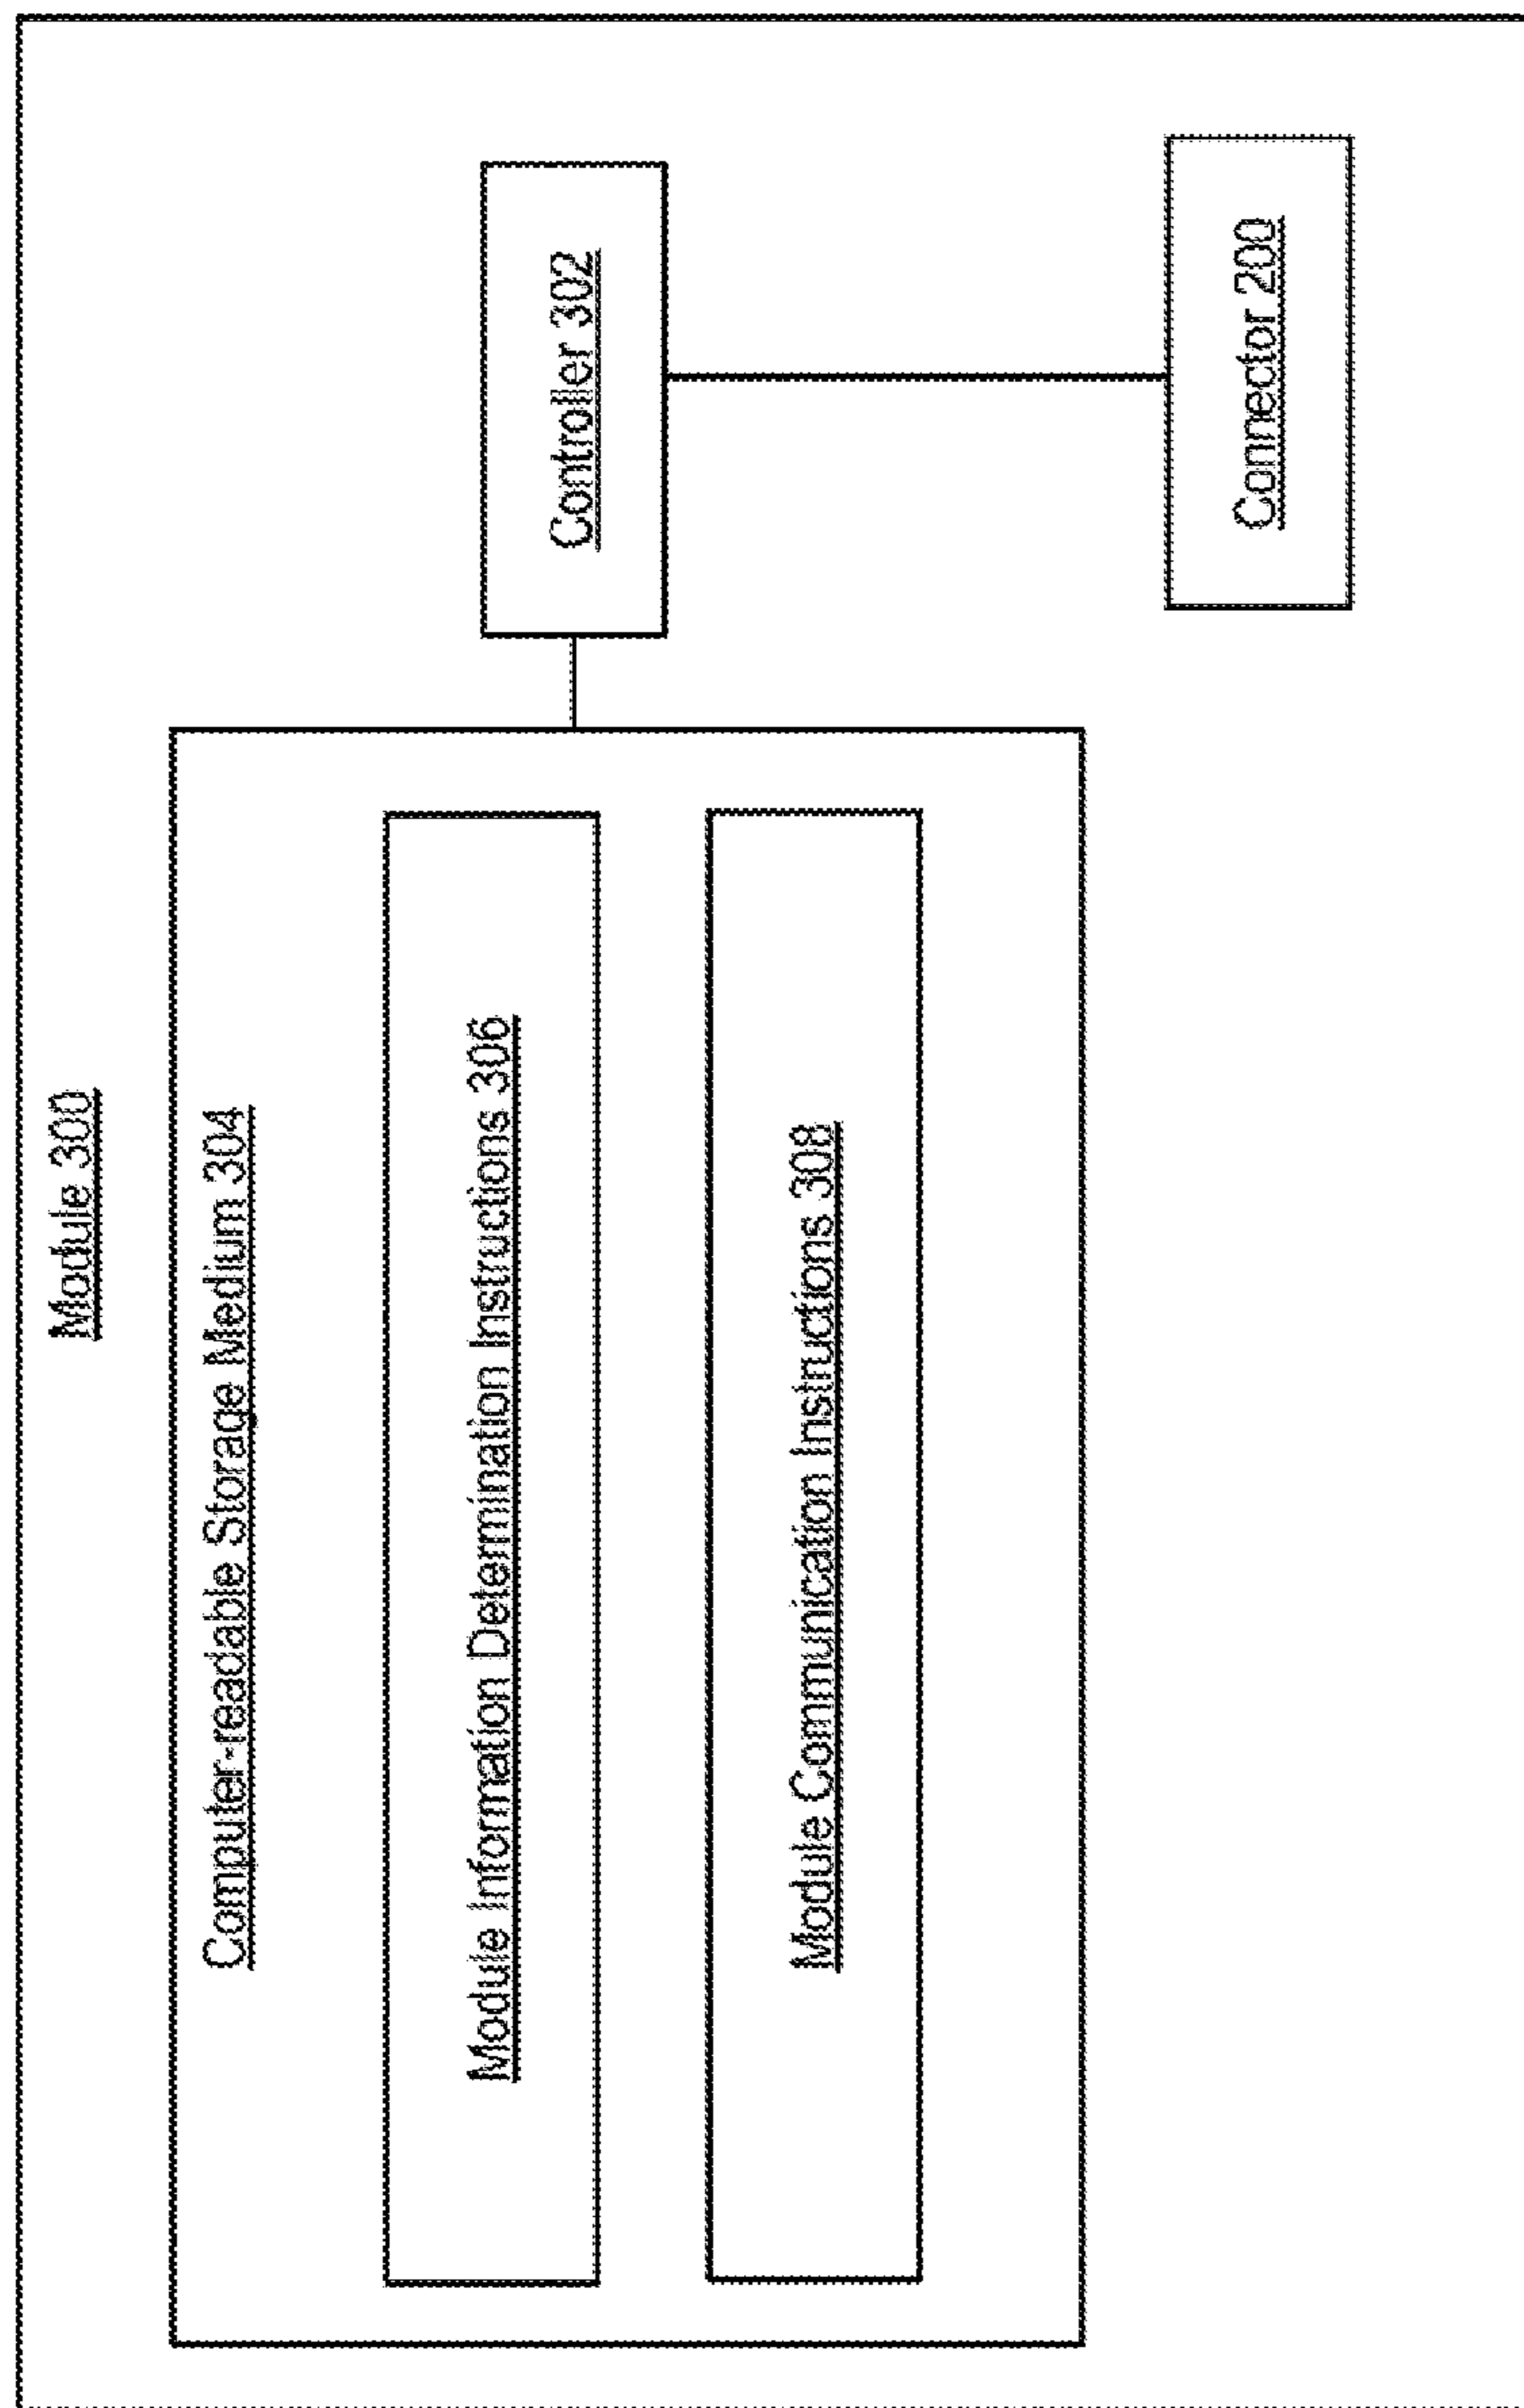 Module 300
Computer-readable Storage Medium 304
Module Information Determination Instructions 306
Module Communication Instructions 308
Controller 302
Connector 200